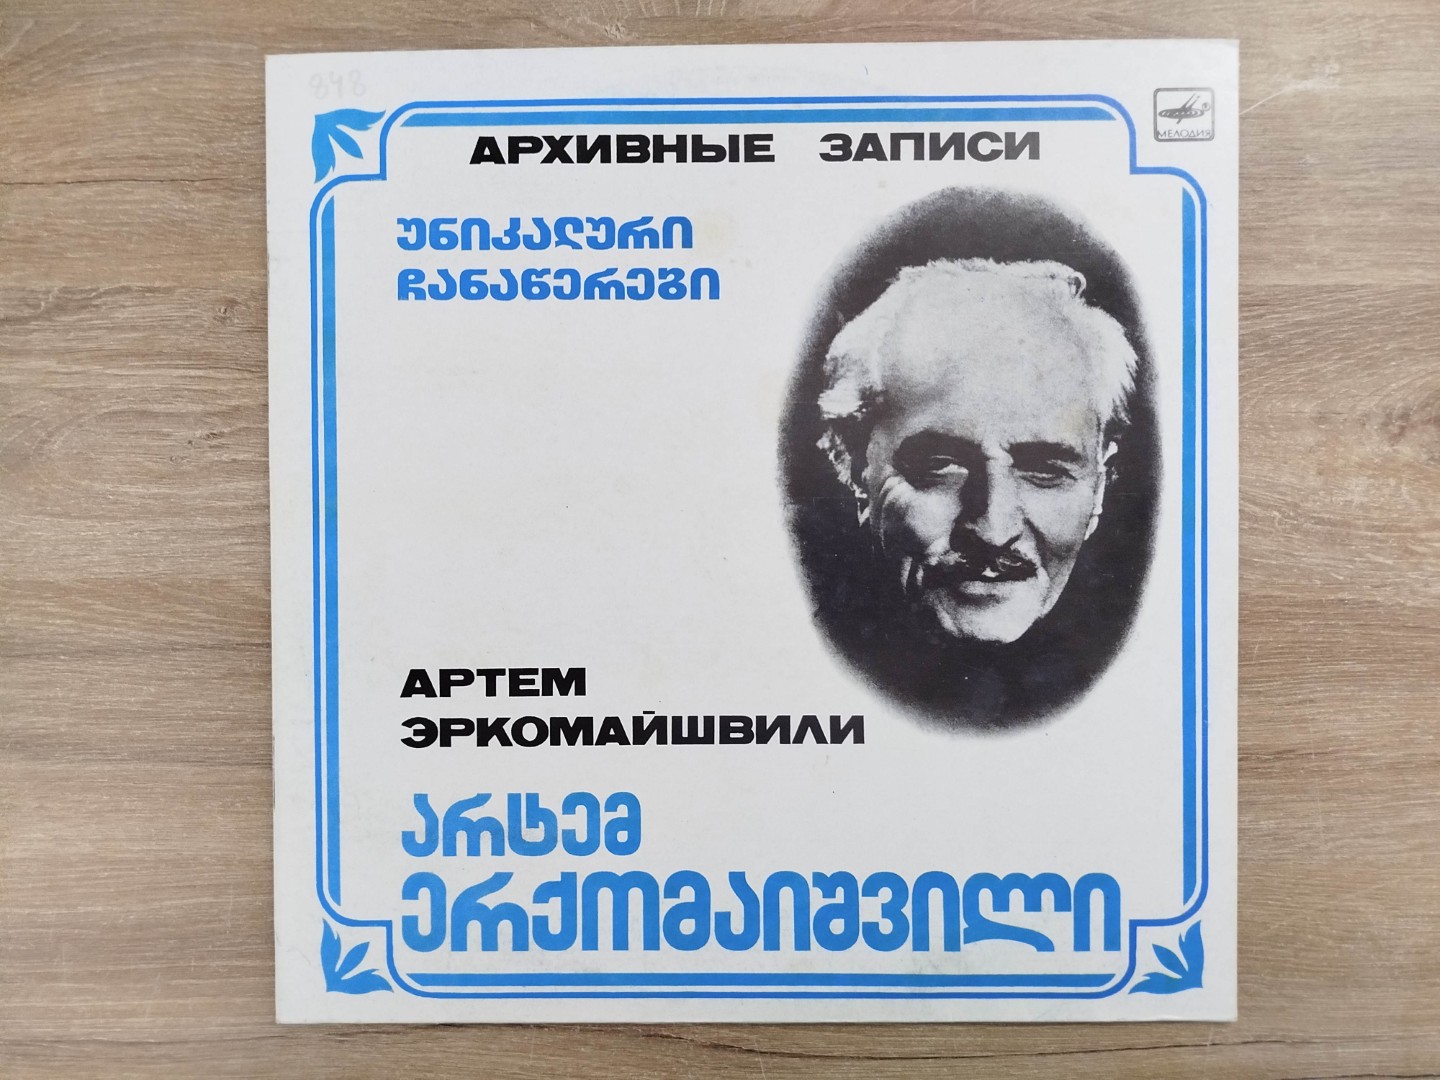 848
АРХИВНЫЕ ЗАПИСИ
МЕЛОДИЯ
უნიკალური
ჩანაწერები
АРТЕМ
ЭРКОМАЙШВИЛИ
არტემ
ერქომაიშვილი